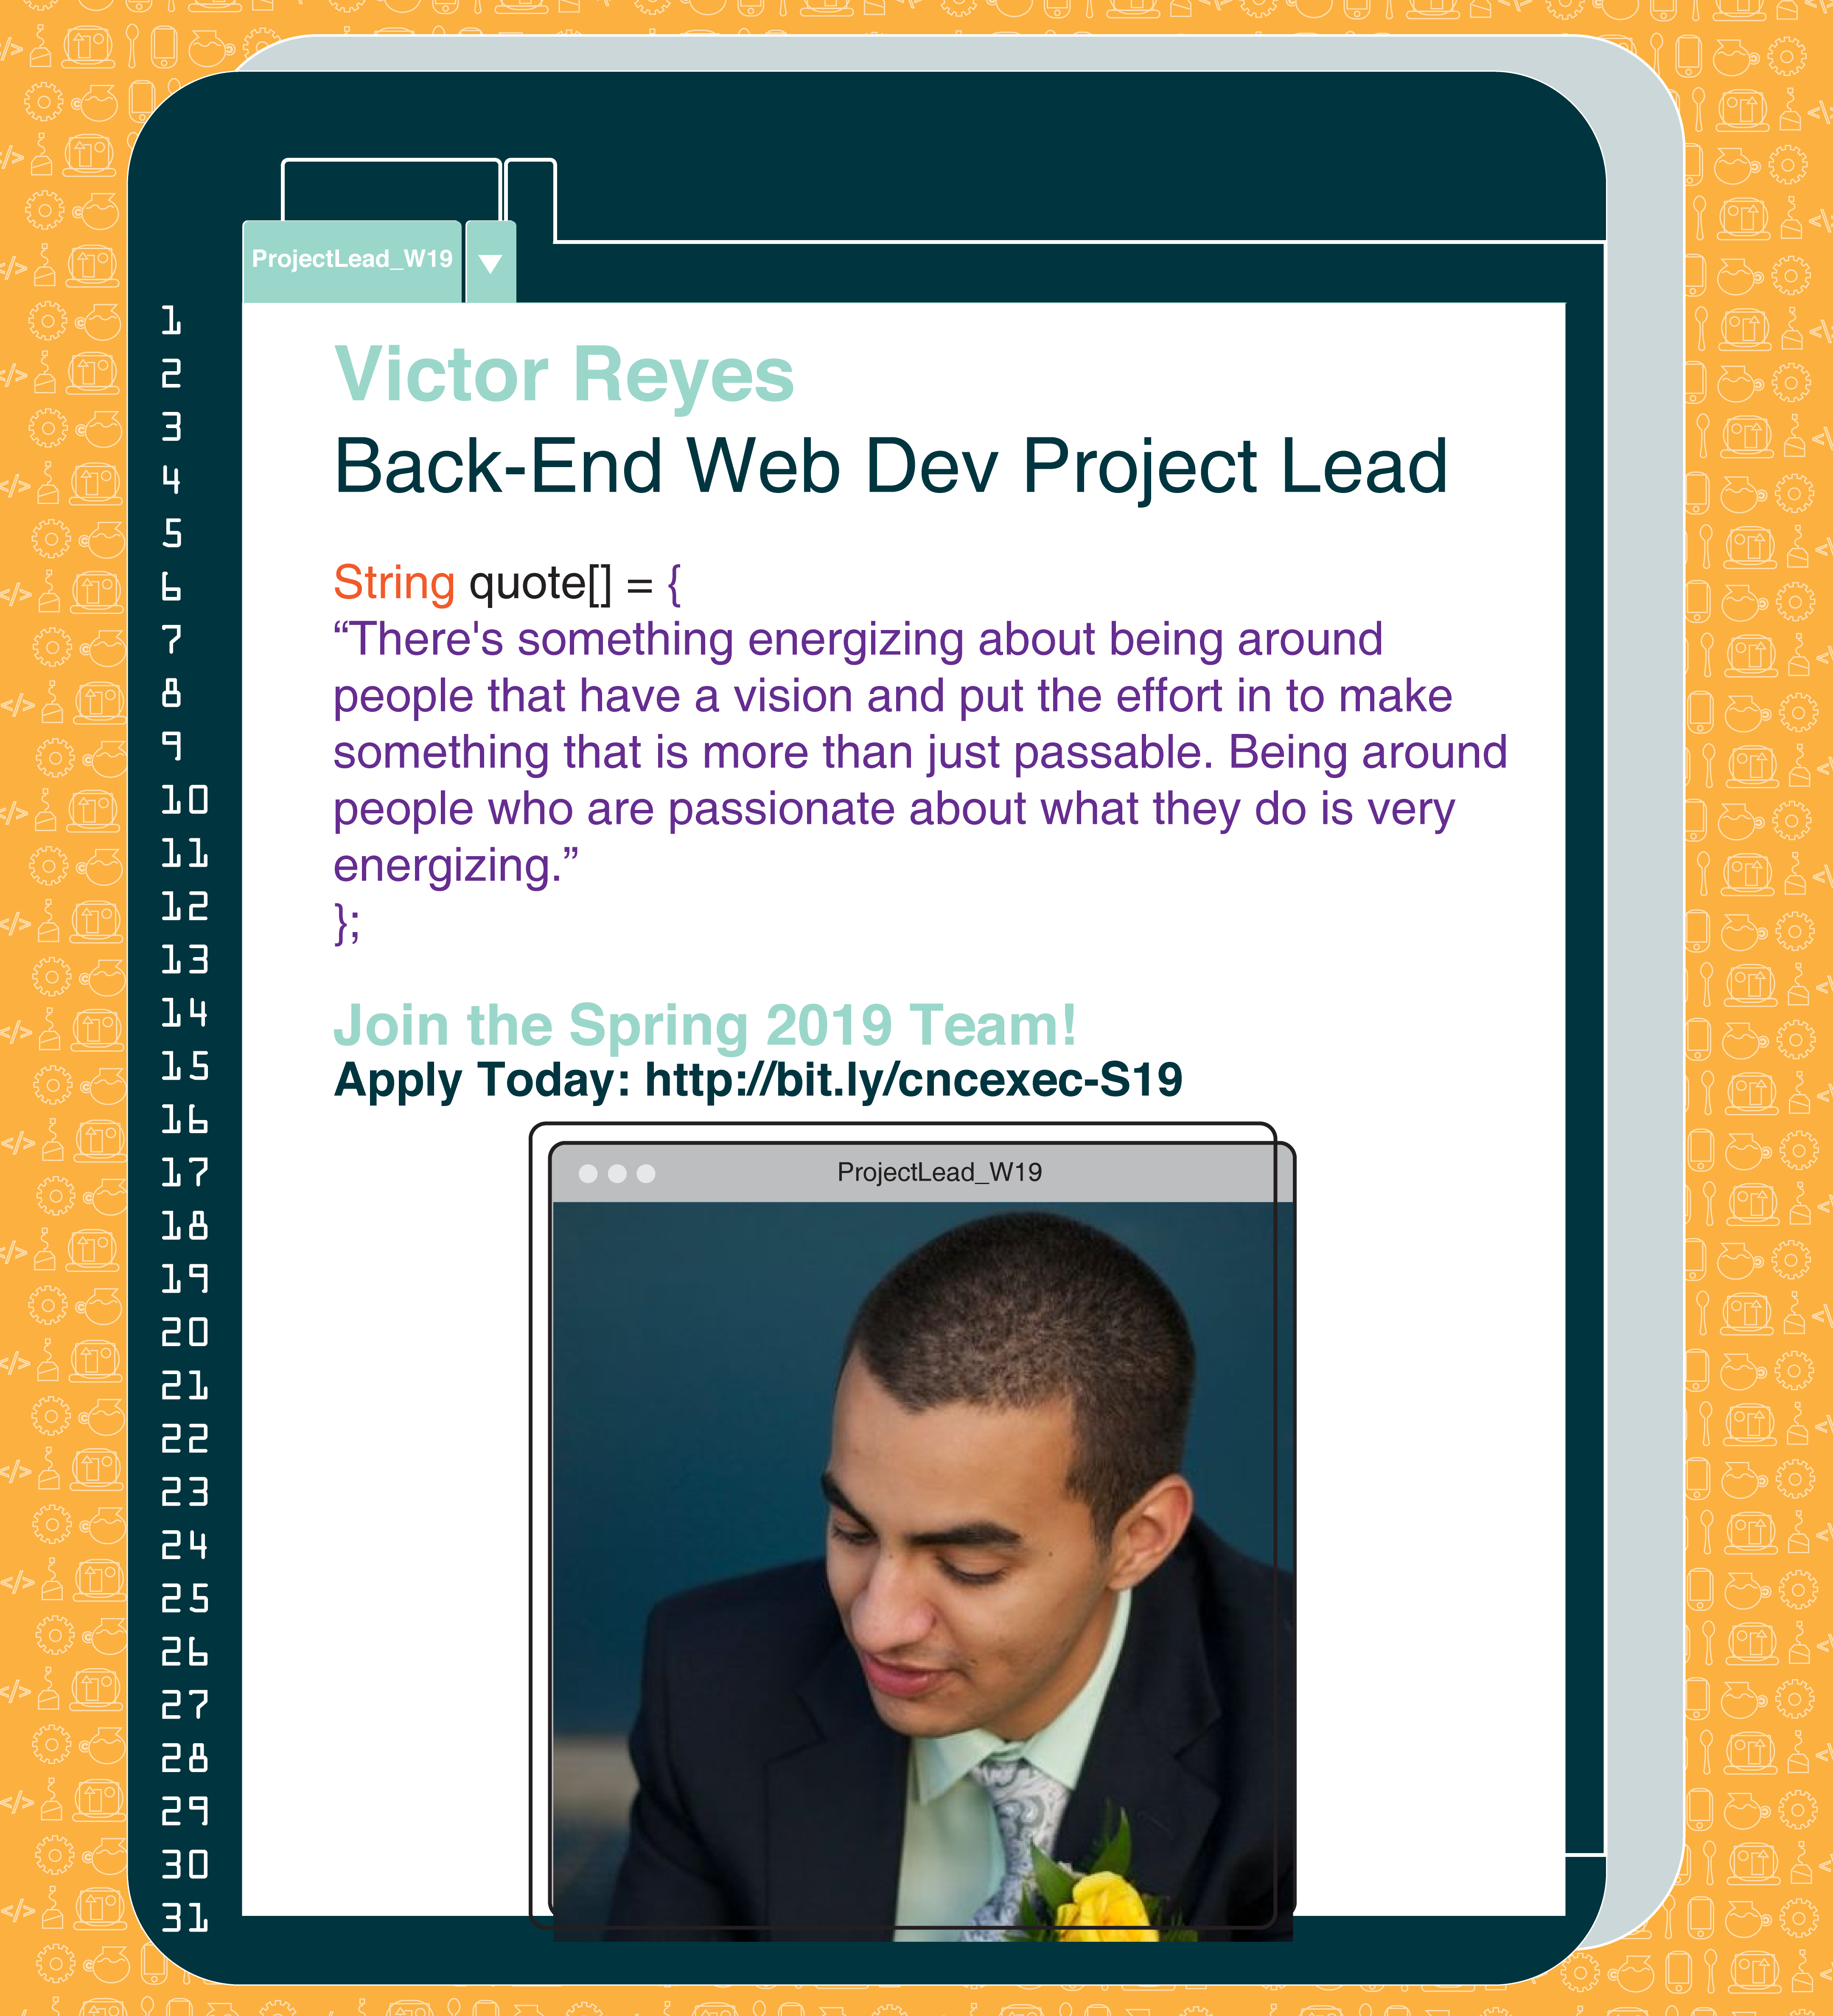 ProjectLead_W19
1
2
3
4
5
6
7
8
9
10
11
12
13
14
15
16
17
18
19
20
21
22
23
24
25
26
27
28
29
30
31
Victor Reyes
Back-End Web Dev Project Lead
String quote[] = {
“There's something energizing about being around
people that have a vision and put the effort in to make
something that is more than just passable. Being around
people who are passionate about what they do is very
energizing.”
};
Join the Spring 2019 Team!
Apply Today: http://bit.ly/cncexec-S19
ProjectLead_W19